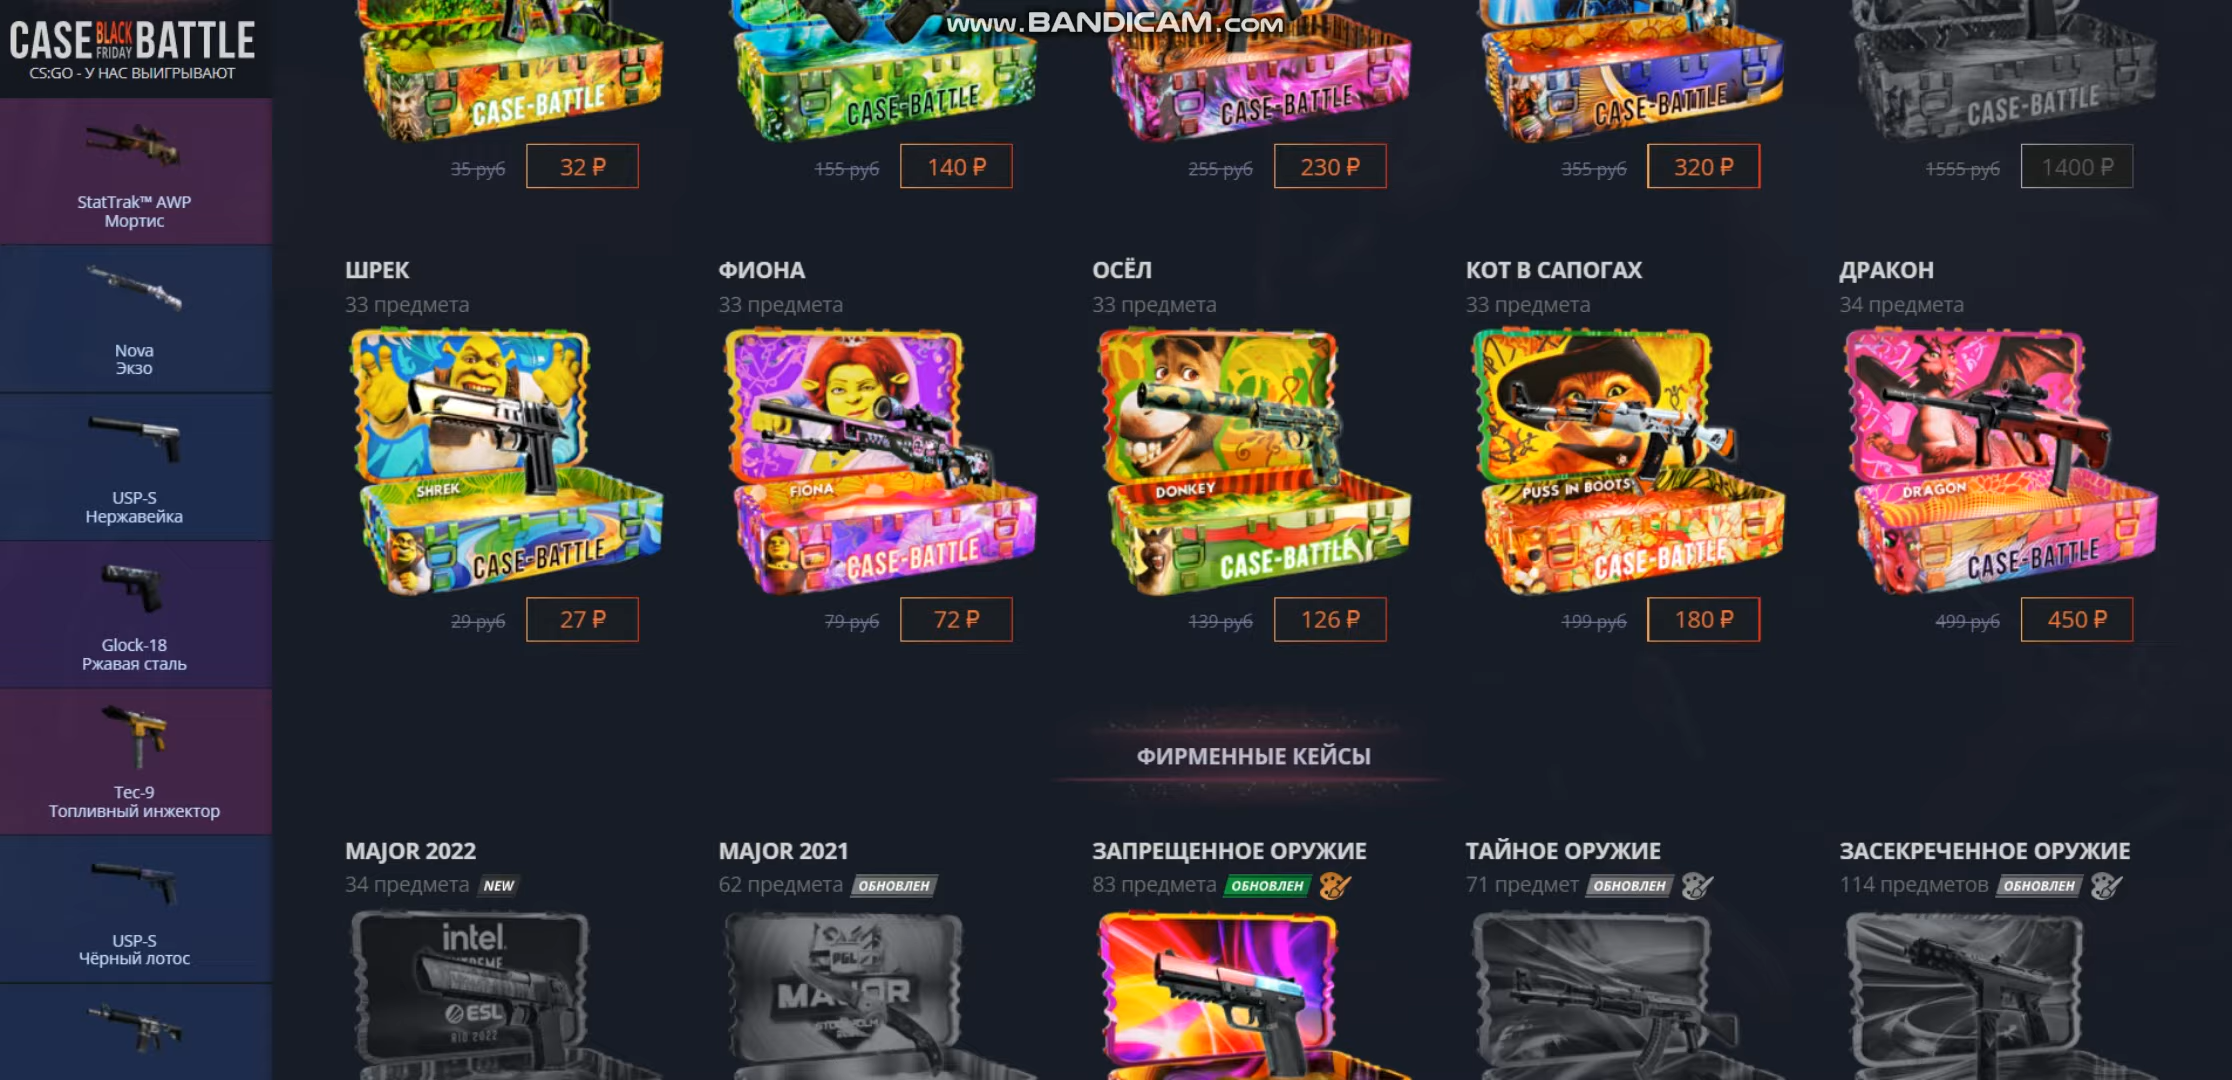 www.BANDICAM.com
CASE BLACK FRIDAY BATTLE
CS:GO - У НАС ВЫИГРЫВАЮТ
StatTrak™ AWP
Мортис
Nova
Экзо
USP-S
Нержавейка
Glock-18
Ржавая сталь
Tec-9
Топливный инжектор
USP-S
Чёрный лотос
CASE-BATTLE
CASE-BATTLE
CASE-BATTLE
CASE-BATTLE
CASE-BATTLE
35 руб 32 ₽
155 руб 140 ₽
255 руб 230 ₽
355 руб 320 ₽
1555 руб 1400 ₽
ШРЕК
33 предмета
SHREK
CASE-BATTLE
29 руб 27 ₽
ФИОНА
33 предмета
FIONA
CASE-BATTLE
79 руб 72 ₽
ОСЁЛ
33 предмета
DONKEY
CASE-BATTLE
139 руб 126 ₽
КОТ В САПОГАХ
33 предмета
PUSS IN BOOTS
CASE-BATTLE
199 руб 180 ₽
ДРАКОН
34 предмета
DRAGON
CASE-BATTLE
499 руб 450 ₽
ФИРМЕННЫЕ КЕЙСЫ
MAJOR 2022
34 предмета NEW
intel
ESL
RIO 2022
MAJOR 2021
62 предмета ОБНОВЛЕН
PGL
MAJOR
STOCKHOLM
ЗАПРЕЩЕННОЕ ОРУЖИЕ
83 предмета ОБНОВЛЕН
ТАЙНОЕ ОРУЖИЕ
71 предмет ОБНОВЛЕН
ЗАСЕКРЕЧЕННОЕ ОРУЖИЕ
114 предметов ОБНОВЛЕН